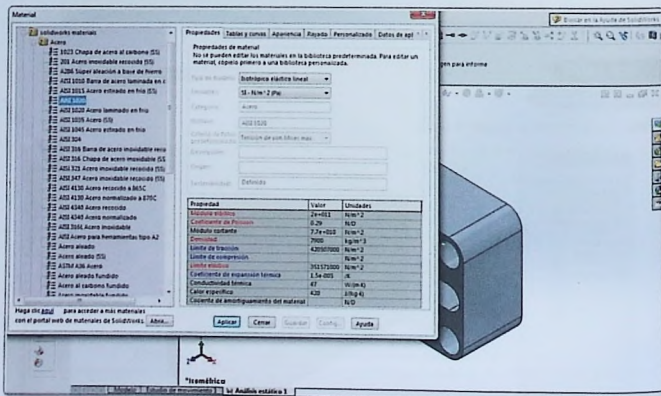 Material
Buscar en la Ayuda de SolidWorks
solidworks materials
Acero
1023 Chapa de acero al carbono (SS)
201 Acero inoxidable recocido (SS)
A286 Súper aleación a base de hierro
AISI 1010 Barra de acero laminada en c
AISI 1015 Acero estirado en frío (SS)
AISI 1020
AISI 1020 Acero laminado en frío
AISI 1035 Acero (SS)
AISI 1045 Acero estirado en frío
AISI 304
AISI 316 Barra de acero inoxidable reco
AISI 316 Chapa de acero inoxidable (SS
AISI 321 Acero inoxidable recocido (SS)
AISI 347 Acero inoxidable recocido (SS)
AISI 4130 Acero recocido a 865C
AISI 4130 Acero normalizado a 870C
AISI 4340 Acero recocido
AISI 4340 Acero normalizado
AISI 316L Acero inoxidable
AISI Acero para herramientas tipo A2
Acero aleado
Acero aleado (SS)
ASTM A36 Acero
Acero aleado fundido
Acero al carbono fundido
Acero inoxidable fundido
Haga clic aquí para acceder a más materiales
con el portal web de materiales de SolidWorks.
Abrir...
Propiedades Tablas y curvas Apariencia Rayado Personalizado Datos de apl
Propiedades de material
No se pueden editar los materiales en la biblioteca predeterminada. Para editar un
material, cópielo primero a una biblioteca personalizada.
Tipo de modelo: Isotrópico elástico lineal
Unidades: SI - N/m^2 (Pa)
Categoría: Acero
Nombre: AISI 1020
Criterio de fallos
predeterminado: Tensión de von Mises máx.
Descripción:
Origen:
Sostenibilidad: Definido
Propiedad Valor Unidades
Módulo elástico 2e+011 N/m^2
Coeficiente de Poisson 0.29 N/D
Módulo cortante 7.7e+010 N/m^2
Densidad 7900 kg/m^3
Límite de tracción 420507000 N/m^2
Límite de compresión N/m^2
Límite elástico 351571000 N/m^2
Coeficiente de expansión térmica 1.5e-005 /K
Conductividad térmica 47 W/(m·K)
Calor específico 420 J/(kg·K)
Cociente de amortiguamiento del material N/D
Aplicar Cerrar Guardar Config... Ayuda
gen para informe
*Isométrica
Modelo Estudio de movimiento 1 Análisis estático 1